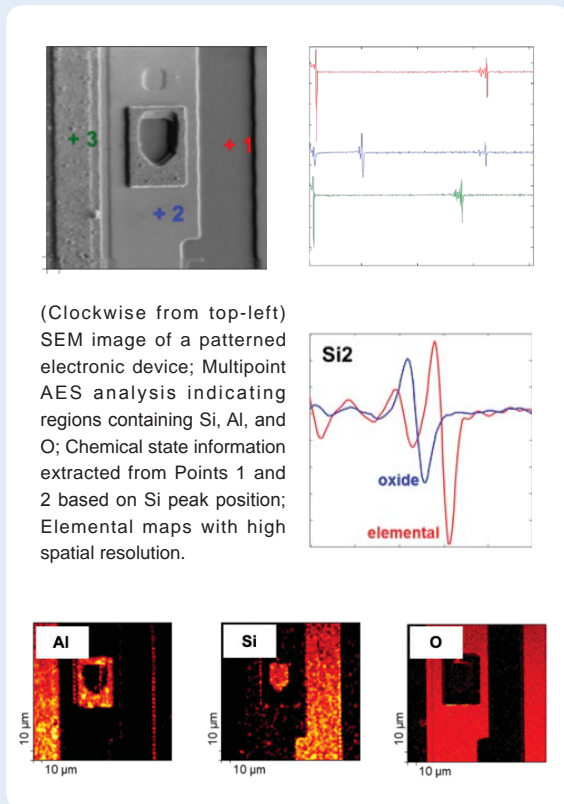 + 3
+ 1
+ 2
(Clockwise from top-left)
SEM image of a patterned
electronic device; Multipoint
AES analysis indicating
regions containing Si, Al, and
O; Chemical state information
extracted from Points 1 and
2 based on Si peak position;
Elemental maps with high
spatial resolution.
Si2
oxide
elemental
Al
Si
O
10 µm
10 µm
10 µm
10 µm
10 µm
10 µm